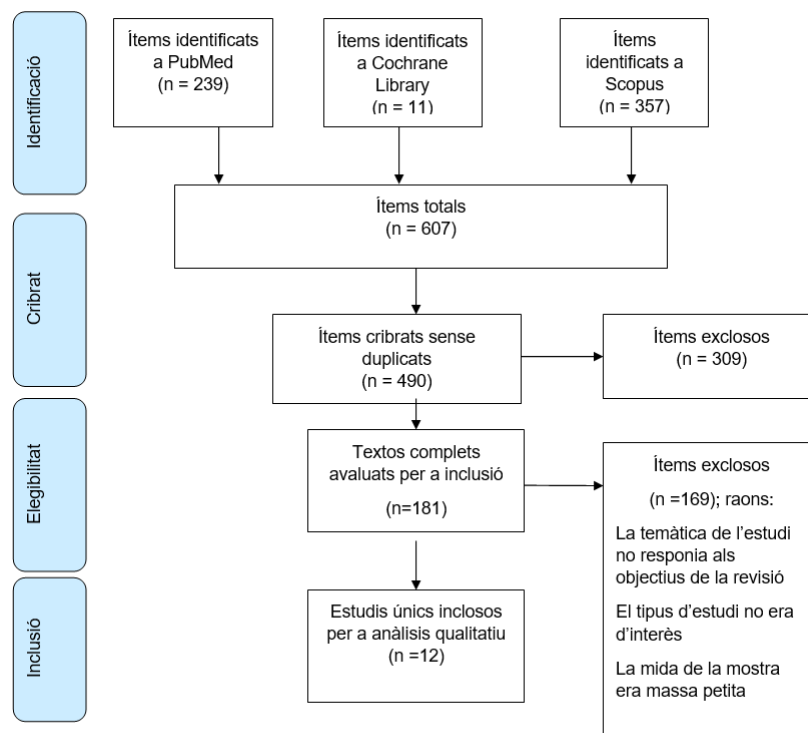 Identificació
Ítems identificats
a PubMed
(n = 239)
Ítems identificats
a Cochrane
Library
(n = 11)
Ítems
identificats a
Scopus
(n = 357)
Ítems totals
(n = 607)
Cribrat
Ítems cribrats sense
duplicats
(n = 490)
Ítems exclosos
(n = 309)
Elegibilitat
Textos complets
avaluats per a inclusió
(n=181)
Ítems exclosos
(n =169); raons:
La temàtica de l’estudi
no responia als
objectius de la revisió
El tipus d’estudi no era
d’interès
La mida de la mostra
era massa petita
Inclusió
Estudis únics inclosos
per a anàlisis qualitatiu
(n =12)